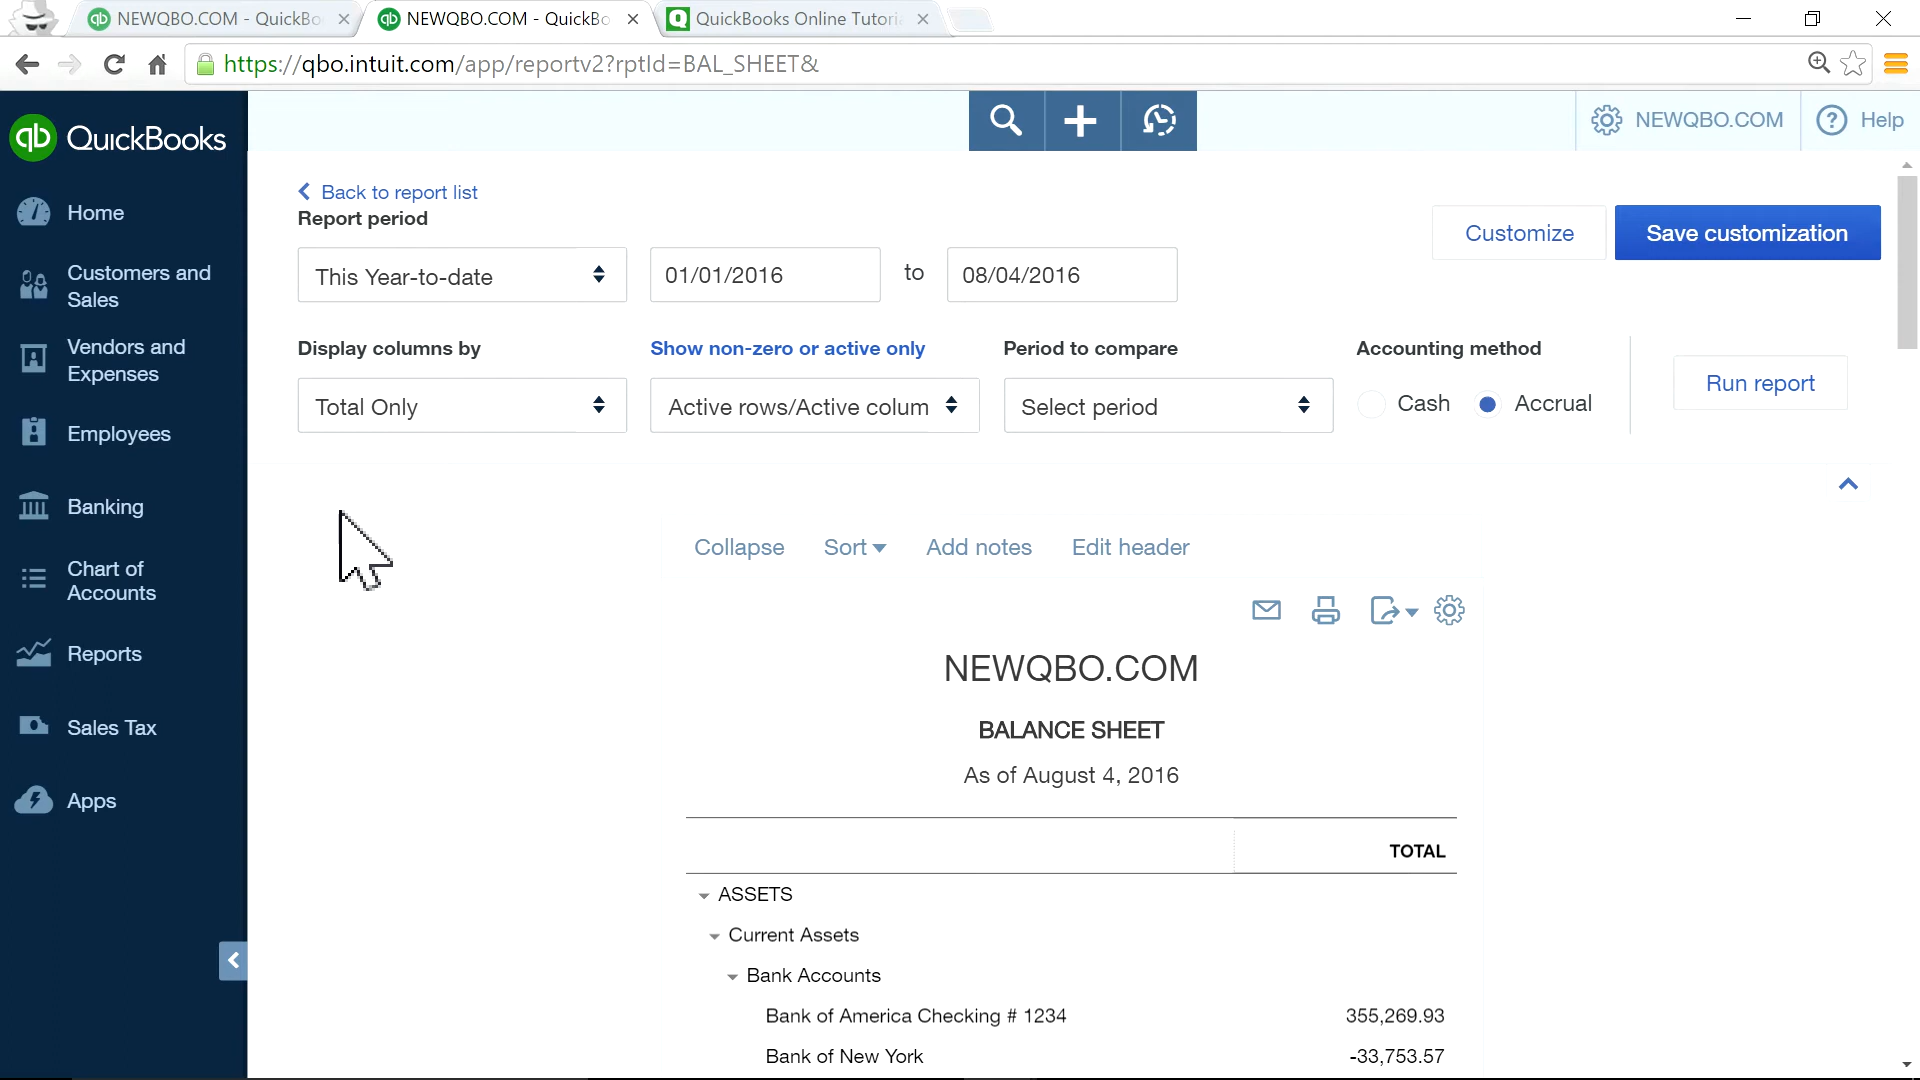 NEWQBO.COM - QuickBo
NEWQBO.COM - QuickBo
QuickBooks Online Tutori
https://qbo.intuit.com/app/reportv2?rptId=BAL_SHEET&
qb QuickBooks
NEWQBO.COM
Help
Home
Customers and
Sales
Vendors and
Expenses
Employees
Banking
Chart of
Accounts
Reports
Sales Tax
Apps
Back to report list
Report period
Customize
Save customization
This Year-to-date
01/01/2016
to
08/04/2016
Display columns by
Show non-zero or active only
Period to compare
Accounting method
Total Only
Active rows/Active colum
Select period
Cash
Accrual
Run report
Collapse
Sort
Add notes
Edit header
NEWQBO.COM
BALANCE SHEET
As of August 4, 2016
TOTAL
ASSETS
Current Assets
Bank Accounts
Bank of America Checking # 1234 355,269.93
Bank of New York -33,753.57